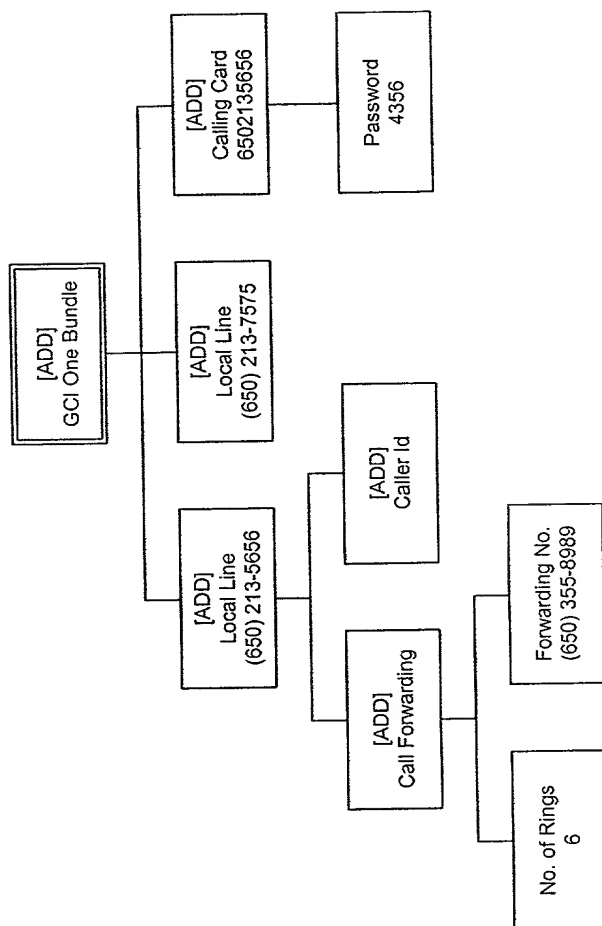 [ADD]
GCI One Bundle
[ADD]
Local Line
(650) 213-5656
[ADD]
Local Line
(650) 213-7575
[ADD]
Calling Card
6502135656
[ADD]
Call Forwarding
[ADD]
Caller Id
Password
4356
No. of Rings
6
Forwarding No.
(650) 355-8989